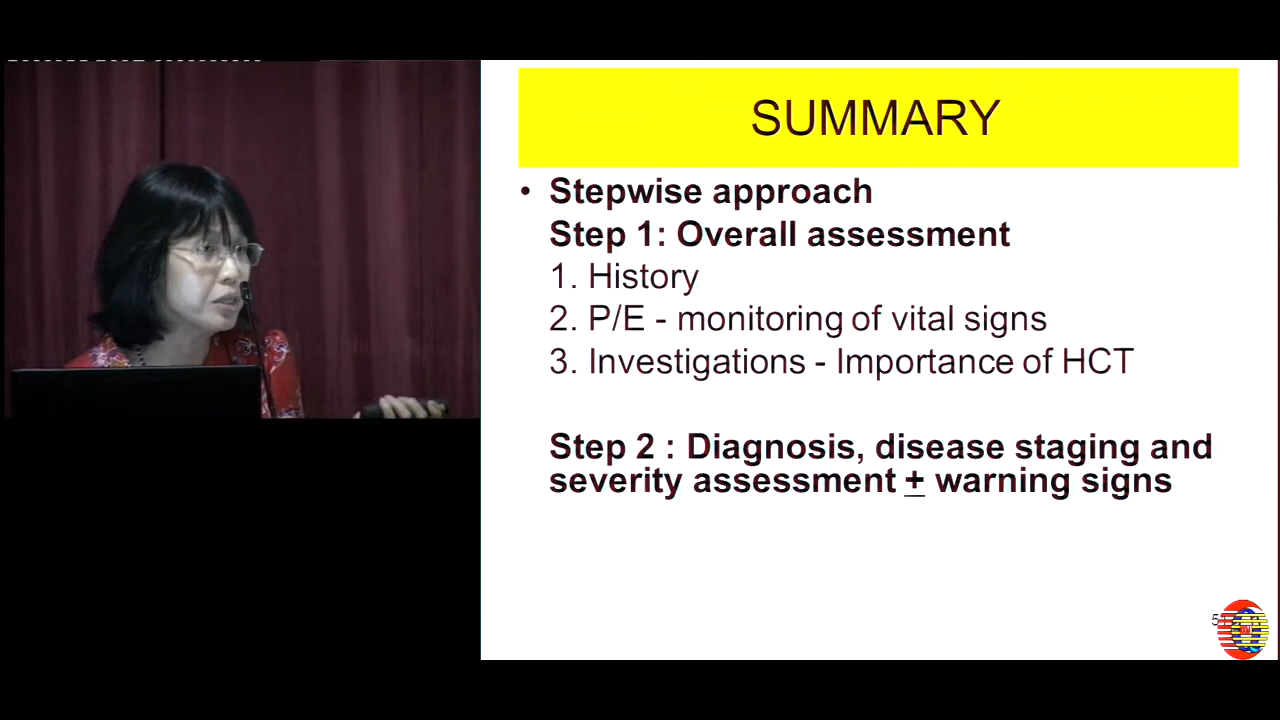 SUMMARY
• Stepwise approach
Step 1: Overall assessment
1. History
2. P/E - monitoring of vital signs
3. Investigations - Importance of HCT
Step 2 : Diagnosis, disease staging and
severity assessment ± warning signs